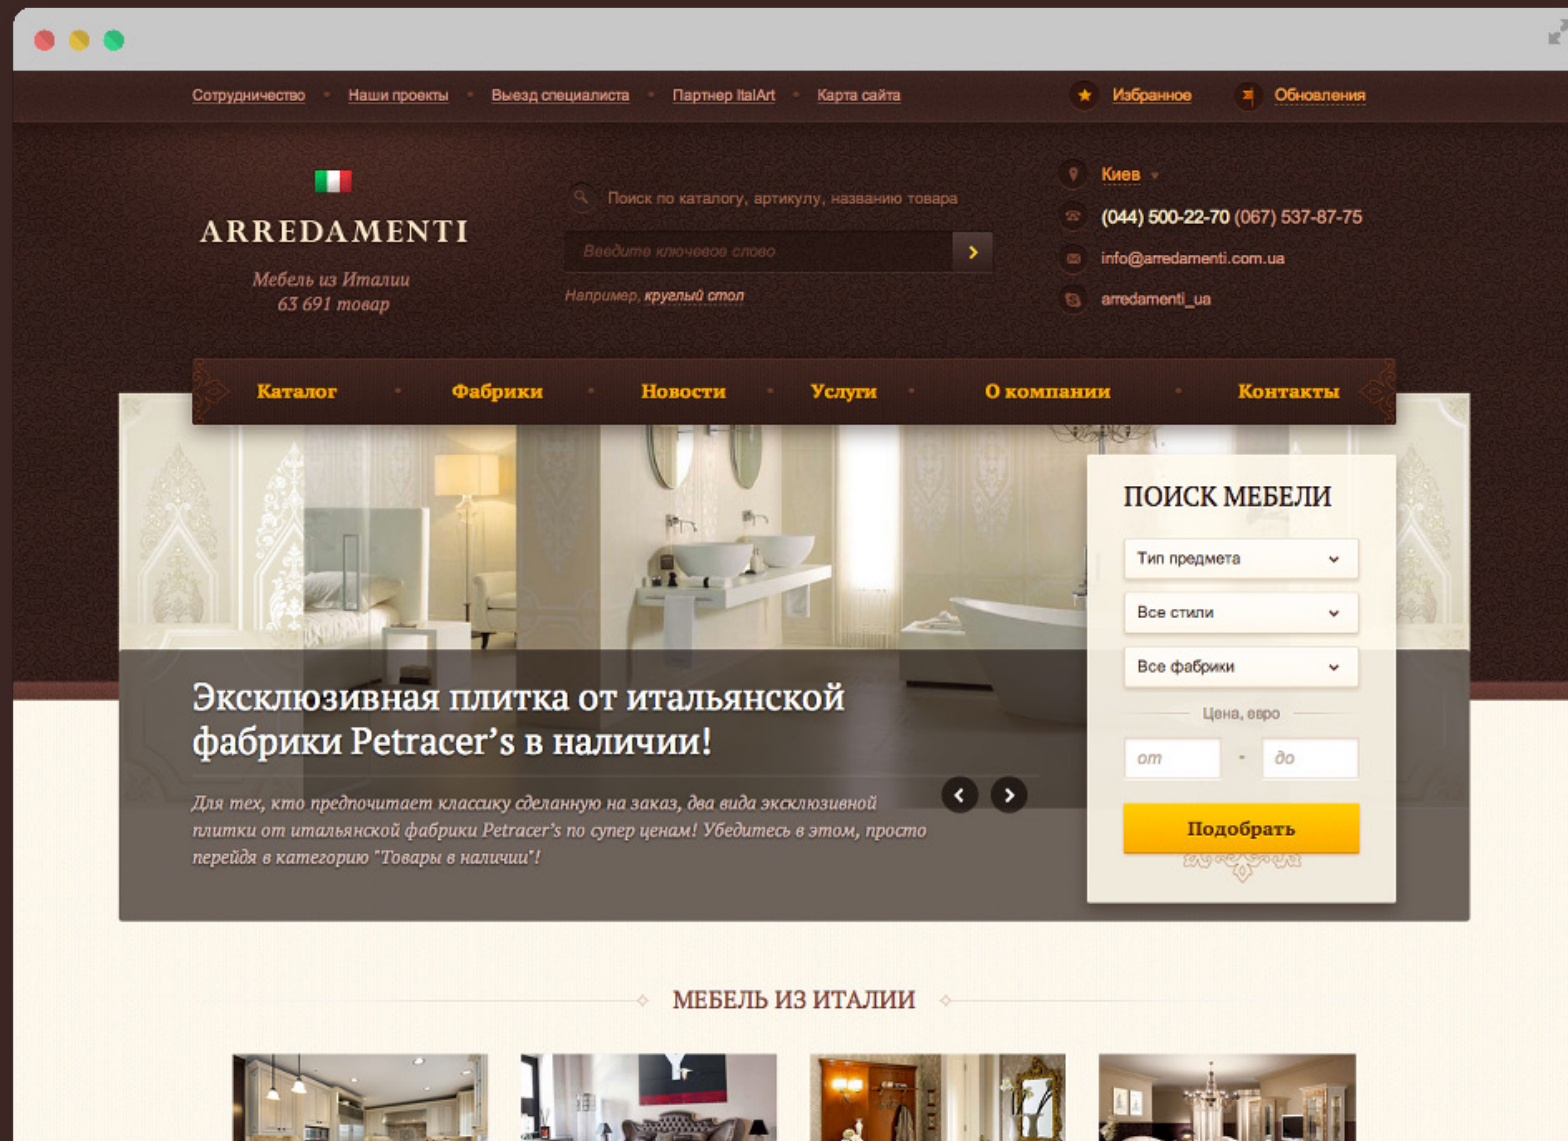 Сотрудничество
Наши проекты
Выезд специалиста
Партнер ItalArt
Карта сайта
Избранное
Обновления
ARREDAMENTI
Мебель из Италии
63 691 товар
Поиск по каталогу, артикулу, названию товара
Введите ключевое слово
Например, круглый стол
Киев
(044) 500-22-70 (067) 537-87-75
info@arredamenti.com.ua
arredamenti_ua
Каталог
Фабрики
Новости
Услуги
О компании
Контакты
Эксклюзивная плитка от итальянской
фабрики Petracer’s в наличии!
Для тех, кто предпочитает классику сделанную на заказ, два вида эксклюзивной
плитки от итальянской фабрики Petracer’s по супер ценам! Убедитесь в этом, просто
перейдя в категорию "Товары в наличии"!
ПОИСК МЕБЕЛИ
Тип предмета
Все стили
Все фабрики
Цена, евро
от - до
Подобрать
МЕБЕЛЬ ИЗ ИТАЛИИ